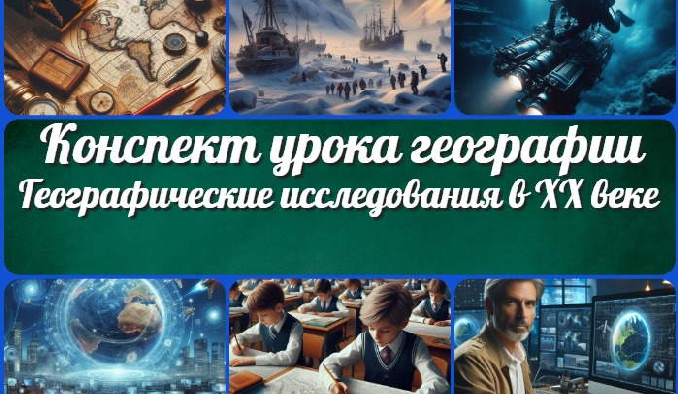 Конспект урока географии
Географические исследования в XX веке